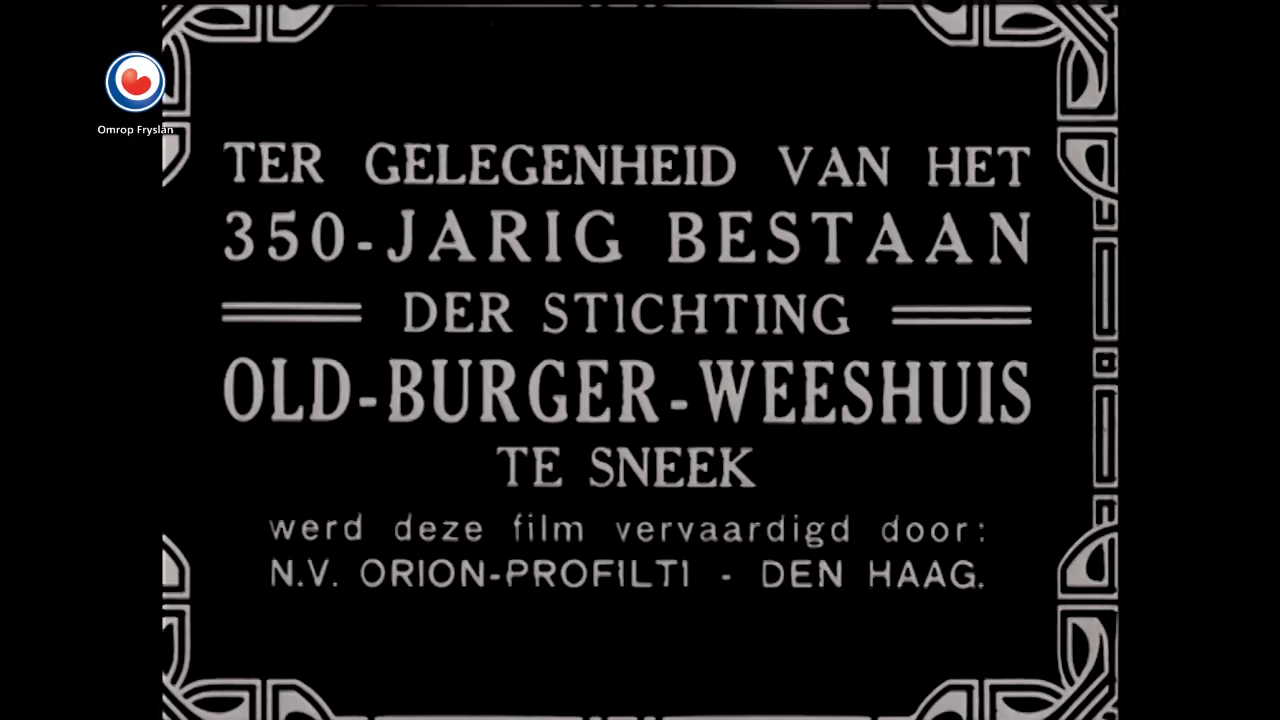 Omrop Fryslân
TER GELEGENHEID VAN HET
350-JARIG BESTAAN
DER STICHTING
OLD-BURGER-WEESHUIS
TE SNEEK
werd deze film vervaardigd door:
N.V. ORION-PROFILTI - DEN HAAG.